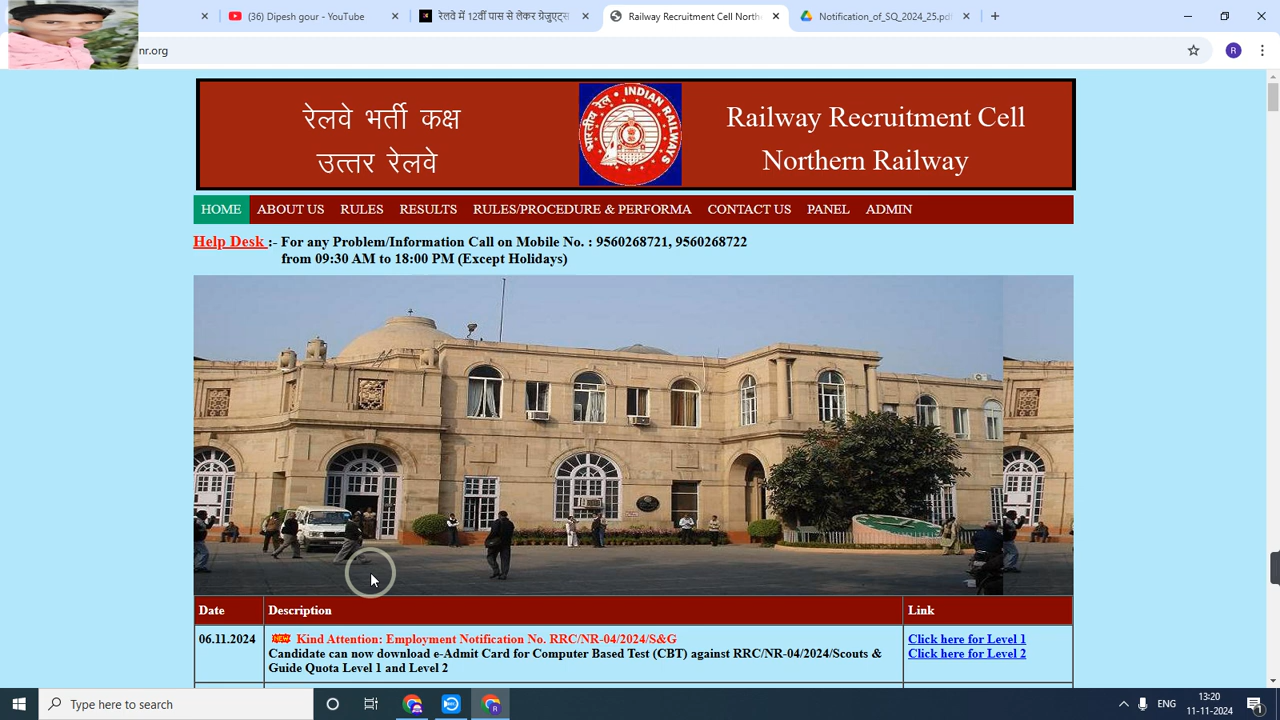 (36) Dipesh gour - YouTube
रेलवे में 12वीं पास से लेकर ग्रेजुएट
Railway Recruitment Cell North
Notification_of_SQ_2024_25.pdf
nr.org
रेलवे भर्ती कक्ष
उत्तर रेलवे
भारतीय रेल
INDIAN RAILWAYS
Railway Recruitment Cell
Northern Railway
HOME ABOUT US RULES RESULTS RULES/PROCEDURE & PERFORMA CONTACT US PANEL ADMIN
Help Desk :- For any Problem/Information Call on Mobile No. : 9560268721, 9560268722
from 09:30 AM to 18:00 PM (Except Holidays)
Date Description Link
06.11.2024 NEW Kind Attention: Employment Notification No. RRC/NR-04/2024/S&G Click here for Level 1
Candidate can now download e-Admit Card for Computer Based Test (CBT) against RRC/NR-04/2024/Scouts & Click here for Level 2
Guide Quota Level 1 and Level 2
Type here to search
ENG
13:20
11-11-2024